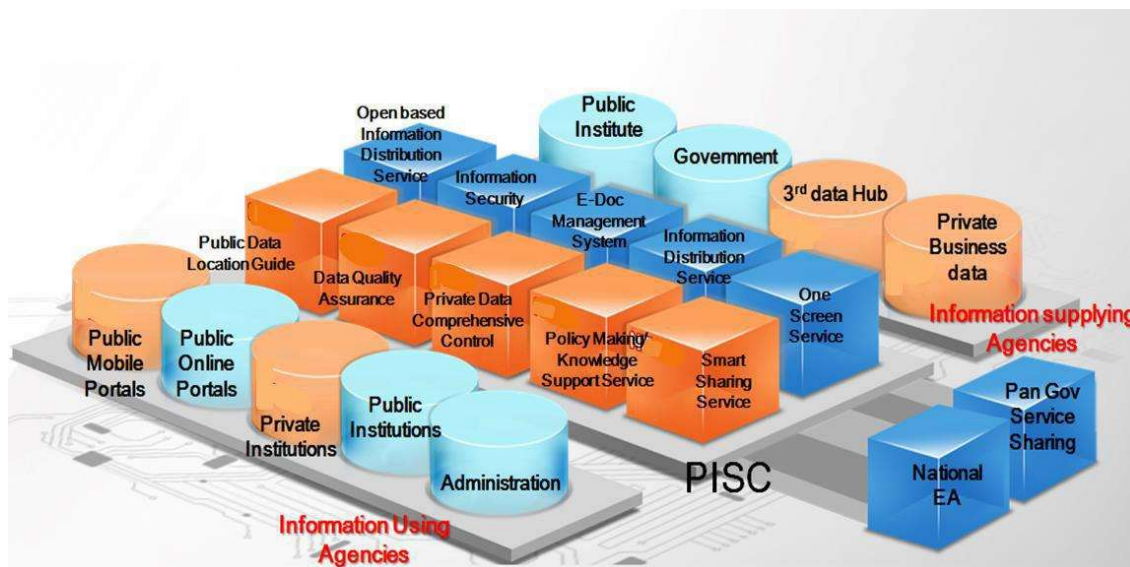 Open based
Information
Distribution
Service
Public
Institute
Government
Information
Security
3rd data Hub
E-Doc
Management
System
Private
Business
data
Public Data
Location Guide
Information
Distribution
Service
Data Quality
Assurance
Private Data
Comprehensive
Control
One
Screen
Service
Information supplying
Agencies
Public
Mobile
Portals
Public
Online
Portals
Policy Making/
Knowledge
Support Service
Smart
Sharing
Service
Private
Institutions
Public
Institutions
Pan Gov
Service
Sharing
Administration
PISC
National
EA
Information Using
Agencies